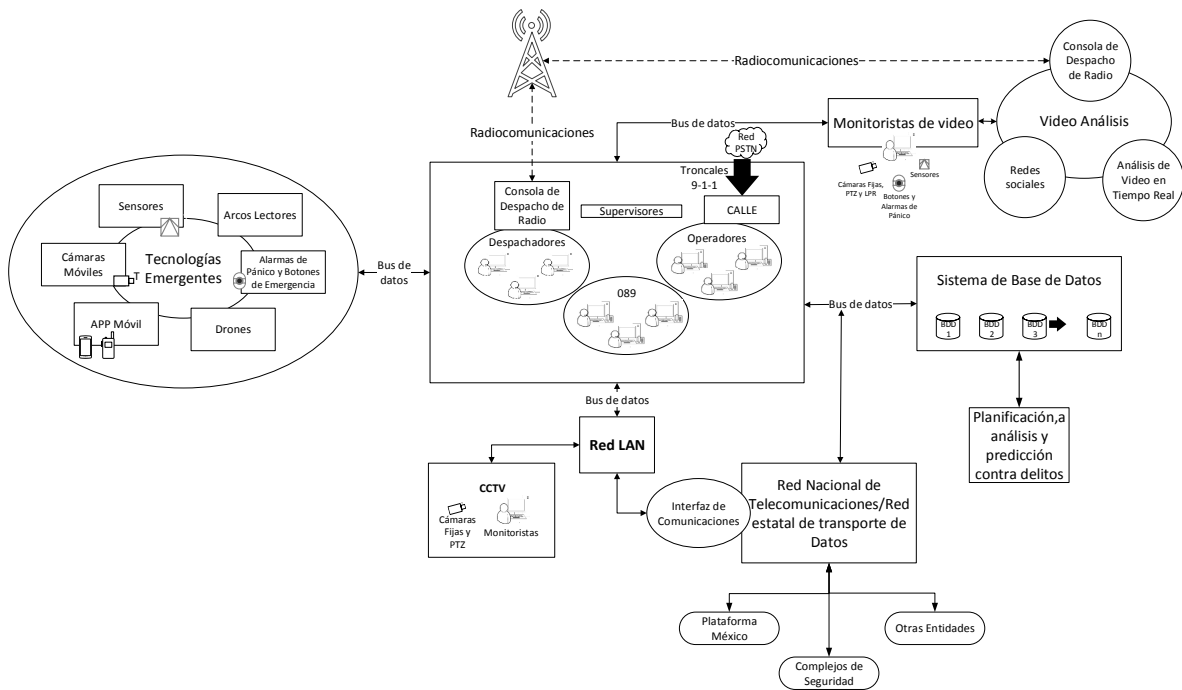 Consola de
Despacho
de Radio
Radiocomunicaciones
Radiocomunicaciones
Bus de datos
Monitoristas de video
Video Análisis
Red
PSTN
Sensores
Cámaras Fijas,
PTZ y LPR
Botones y
Alarmas de
Pánico
Redes
sociales
Análisis de
Video en
Tiempo Real
Troncales
9-1-1
Consola de
Despacho de
Radio
Supervisores
CALLE
Despachadores
Operadores
089
Sensores
Arcos Lectores
Cámaras
Móviles
T
Tecnologías
Emergentes
Alarmas de
Pánico y Botones
de Emergencia
APP Móvil
Drones
Bus de
datos
Bus de datos
Sistema de Base de Datos
BDD
1
BDD
2
BDD
3
BDD
n
Planificación,a
análisis y
predicción
contra delitos
Bus de datos
Red LAN
CCTV
Cámaras
Fijas y
PTZ
Monitoristas
Interfaz de
Comunicaciones
Red Nacional de
Telecomunicaciones/Red
estatal de transporte de
Datos
Plataforma
México
Otras Entidades
Complejos de
Seguridad